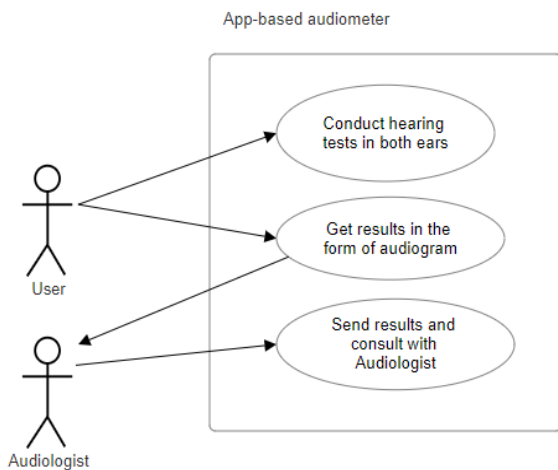 App-based audiometer
Conduct hearing
tests in both ears
Get results in the
form of audiogram
User
Send results and
consult with
Audiologist
Audiologist